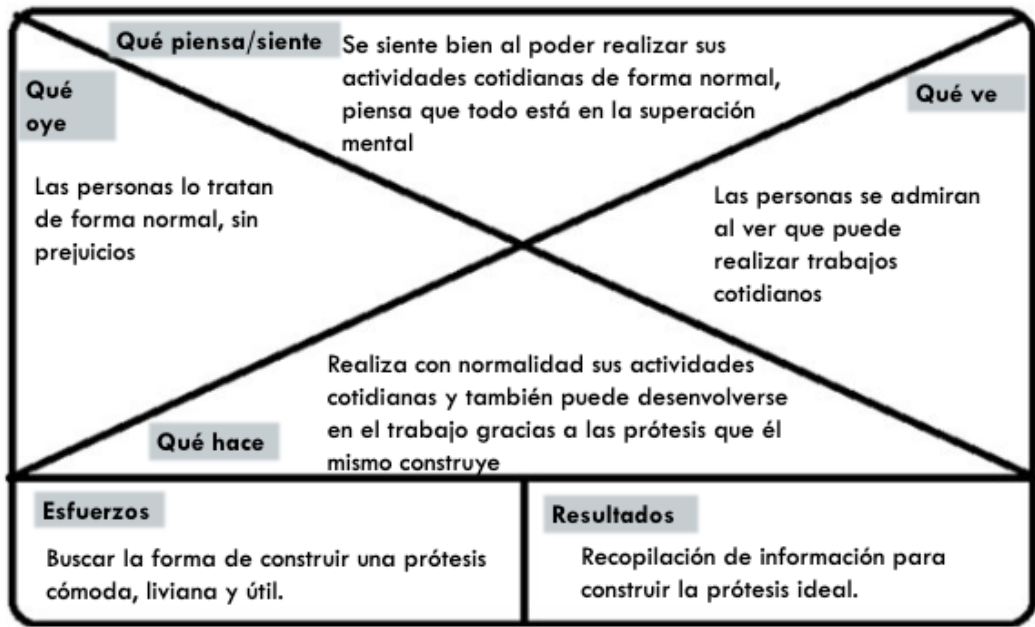 Qué piensa/siente
Se siente bien al poder realizar sus
actividades cotidianas de forma normal,
piensa que todo está en la superación
mental
Qué
oye
Las personas lo tratan
de forma normal, sin
prejuicios
Qué ve
Las personas se admiran
al ver que puede
realizar trabajos
cotidianos
Qué hace
Realiza con normalidad sus actividades
cotidianas y también puede desenvolverse
en el trabajo gracias a las prótesis que él
mismo construye
Esfuerzos
Buscar la forma de construir una prótesis
cómoda, liviana y útil.
Resultados
Recopilación de información para
construir la prótesis ideal.